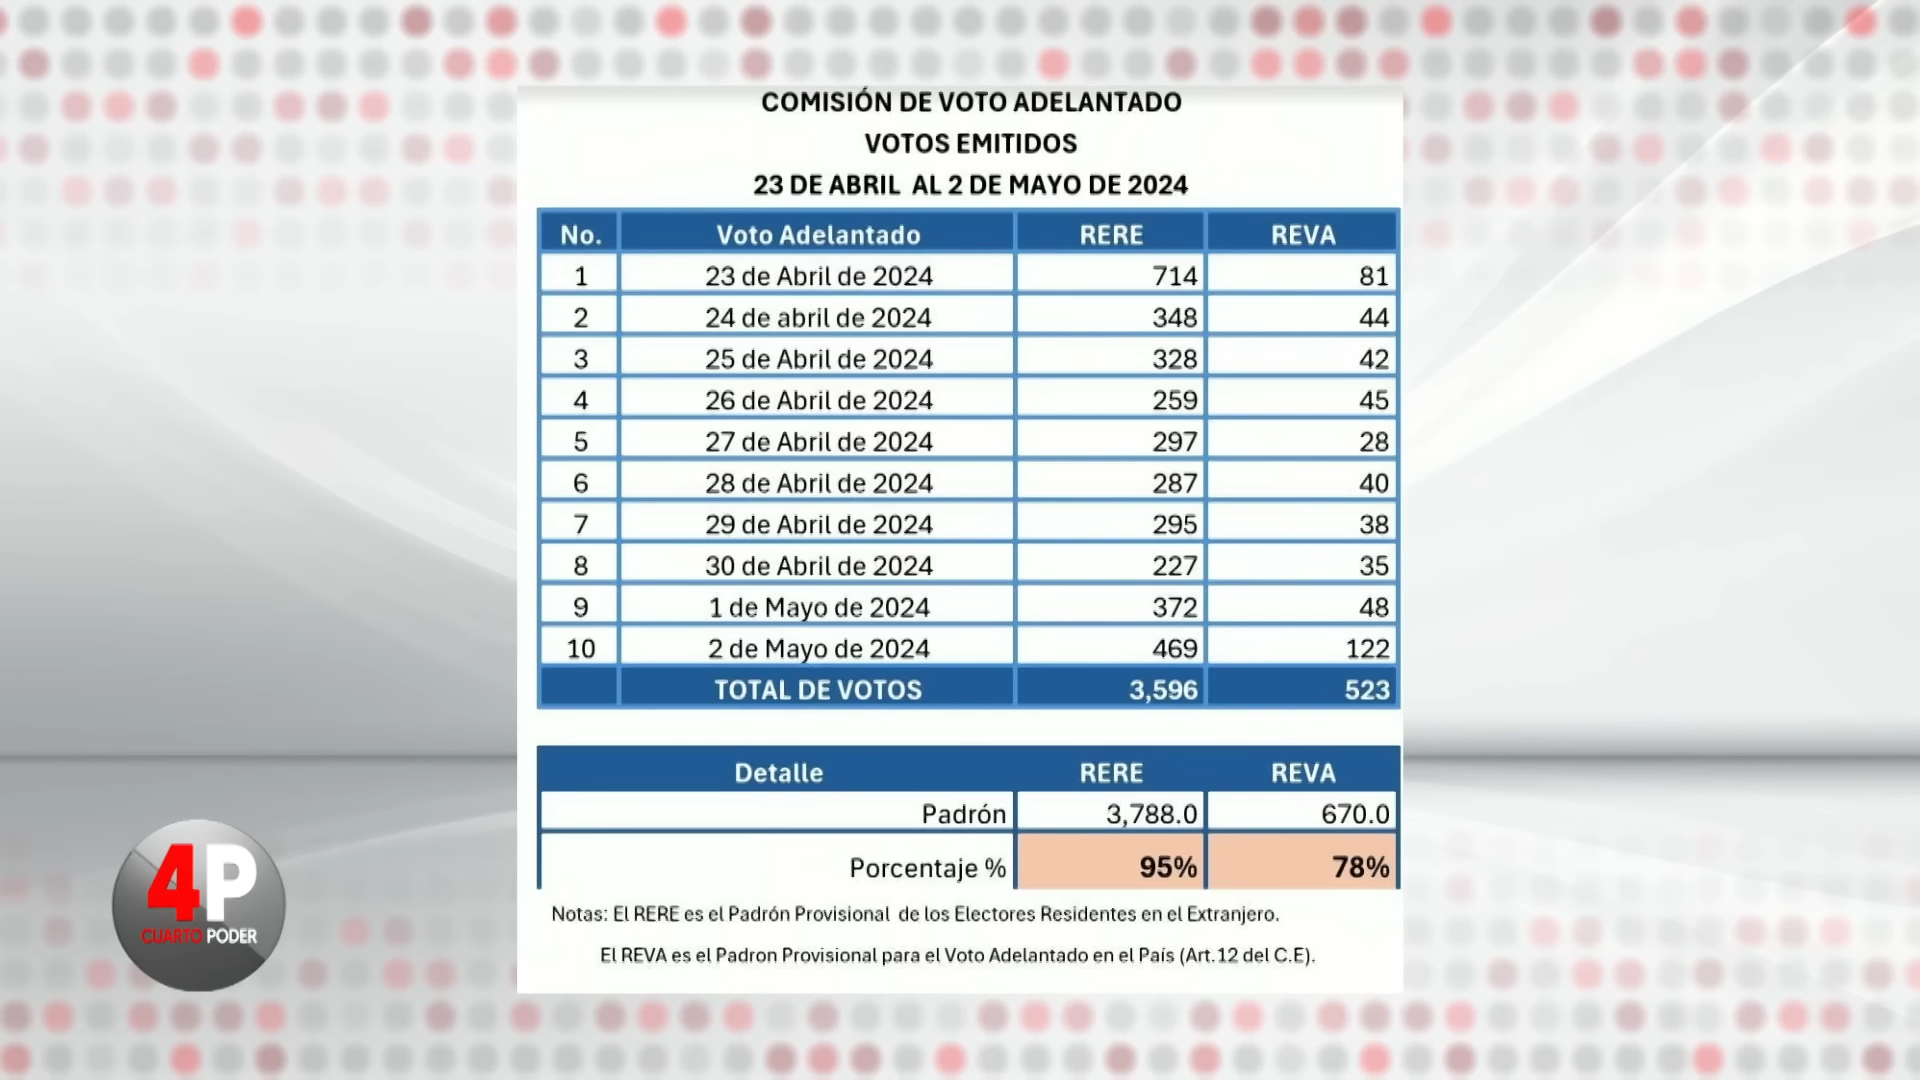 COMISIÓN DE VOTO ADELANTADO
VOTOS EMITIDOS
23 DE ABRIL AL 2 DE MAYO DE 2024
No. Voto Adelantado RERE REVA
1 23 de Abril de 2024 714 81
2 24 de abril de 2024 348 44
3 25 de Abril de 2024 328 42
4 26 de Abril de 2024 259 45
5 27 de Abril de 2024 297 28
6 28 de Abril de 2024 287 40
7 29 de Abril de 2024 295 38
8 30 de Abril de 2024 227 35
9 1 de Mayo de 2024 372 48
10 2 de Mayo de 2024 469 122
TOTAL DE VOTOS 3,596 523
Detalle RERE REVA
Padrón 3,788.0 670.0
Porcentaje % 95% 78%
Notas: El RERE es el Padrón Provisional de los Electores Residentes en el Extranjero.
El REVA es el Padron Provisional para el Voto Adelantado en el País (Art.12 del C.E).
4P
CUARTO PODER